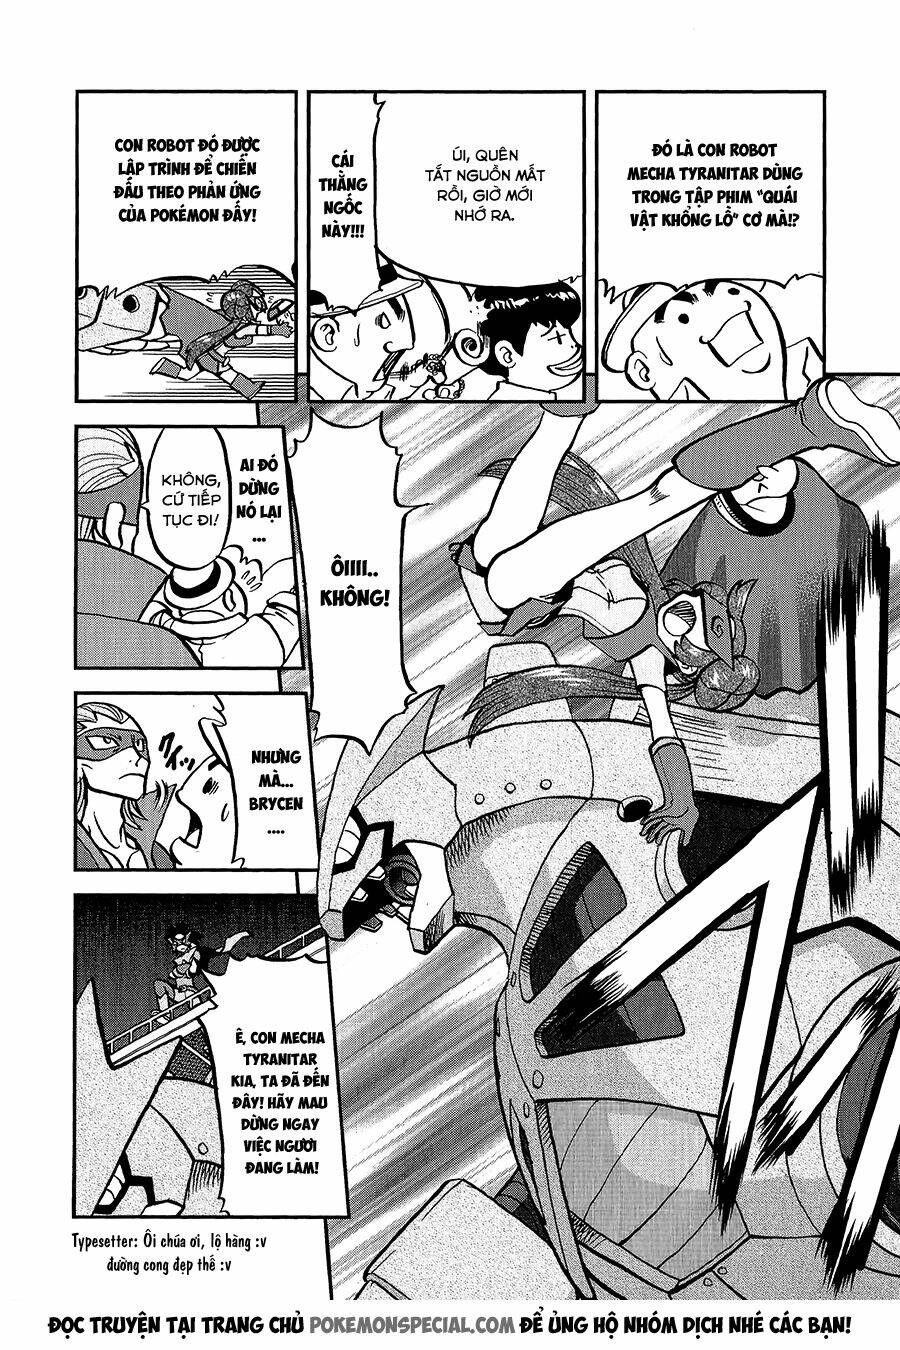 ĐÓ LÀ CON ROBOT
MECHA TYRANITAR DÙNG
TRONG TẬP PHIM "QUÁI
VẬT KHỔNG LỒ" CƠ MÀ!?
ÚI, QUÊN
TẮT NGUỒN MẤT
RỒI, GIỜ MỚI
NHỚ RA.
CÁI
THẰNG
NGỐC
NÀY!!!
CON ROBOT ĐÓ ĐƯỢC
LẬP TRÌNH ĐỂ CHIẾN
ĐẤU THEO PHẢN ỨNG
CỦA POKÉMON ĐẤY!
ÔIIII..
KHÔNG!
AI ĐÓ
DỪNG
NÓ LẠI
...
KHÔNG,
CỨ TIẾP
TỤC ĐI!
NHƯNG
MÀ...
BRYCEN
....
Ê, CON MECHA
TYRANITAR
KIA, TA ĐÃ ĐẾN
ĐÂY! HÃY MAU
DỪNG NGAY
VIỆC NGƯƠI
ĐANG LÀM!
Typesetter: Ôi chúa ơi, lộ hàng :v
đường cong đẹp thế :v
ĐỌC TRUYỆN TẠI TRANG CHỦ POKEMONSPECIAL.COM ĐỂ ỦNG HỘ NHÓM DỊCH NHÉ CÁC BẠN!